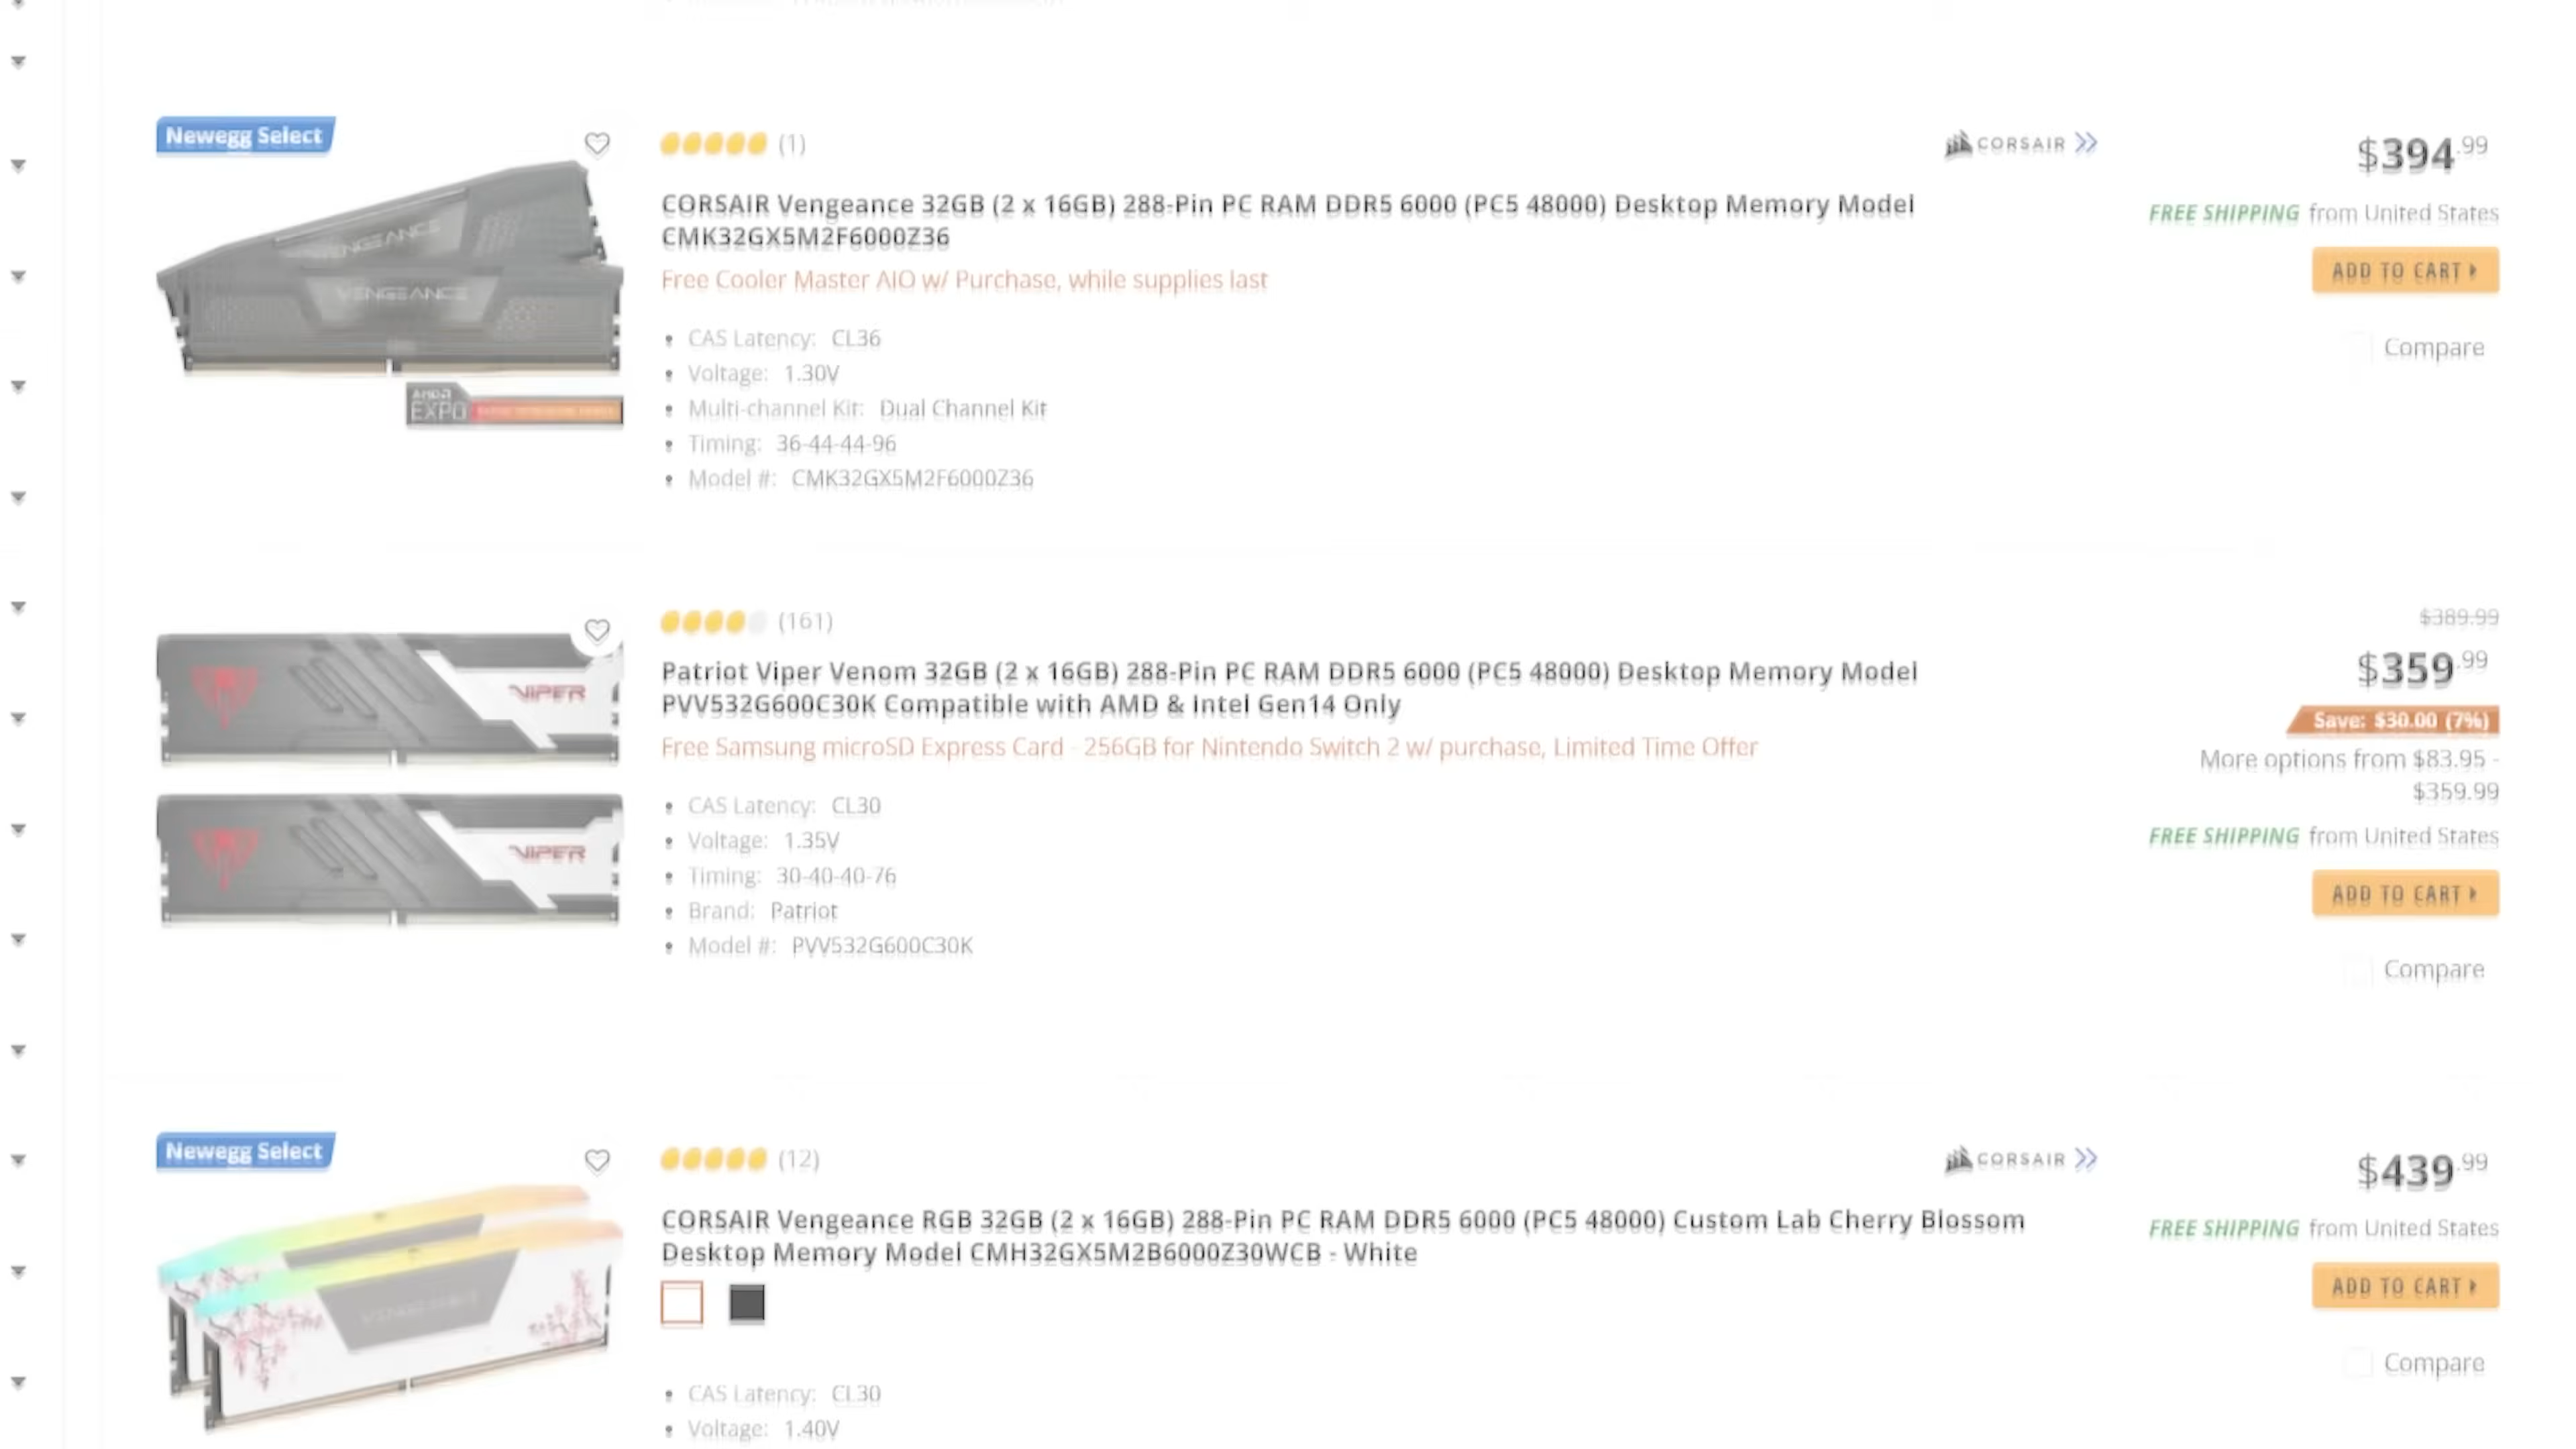 Newegg Select
(1)
CORSAIR
$394.99
CORSAIR Vengeance 32GB (2 x 16GB) 288-Pin PC RAM DDR5 6000 (PC5 48000) Desktop Memory Model
CMK32GX5M2F6000Z36
FREE SHIPPING from United States
Free Cooler Master AIO w/ Purchase, while supplies last
ADD TO CART
VENGEANCE
VENGEANCE
CAS Latency: CL36
Compare
Voltage: 1.30V
Multi-channel Kit: Dual Channel Kit
AMD
EXPO
Timing: 36-44-44-96
Model #: CMK32GX5M2F6000Z36
(161)
$389.99
Patriot Viper Venom 32GB (2 x 16GB) 288-Pin PC RAM DDR5 6000 (PC5 48000) Desktop Memory Model
PVV532G600C30K Compatible with AMD & Intel Gen14 Only
$359.99
VIPER
Save: $30.00 (7%)
Free Samsung microSD Express Card - 256GB for Nintendo Switch 2 w/ purchase, Limited Time Offer
More options from $83.95 -
$359.99
CAS Latency: CL30
Voltage: 1.35V
FREE SHIPPING from United States
VIPER
Timing: 30-40-40-76
ADD TO CART
Brand: Patriot
Model #: PVV532G600C30K
Compare
Newegg Select
(12)
CORSAIR
$439.99
CORSAIR Vengeance RGB 32GB (2 x 16GB) 288-Pin PC RAM DDR5 6000 (PC5 48000) Custom Lab Cherry Blossom
Desktop Memory Model CMH32GX5M2B6000Z30WCB - White
FREE SHIPPING from United States
ADD TO CART
VENGEANCE
Compare
CAS Latency: CL30
Voltage: 1.40V